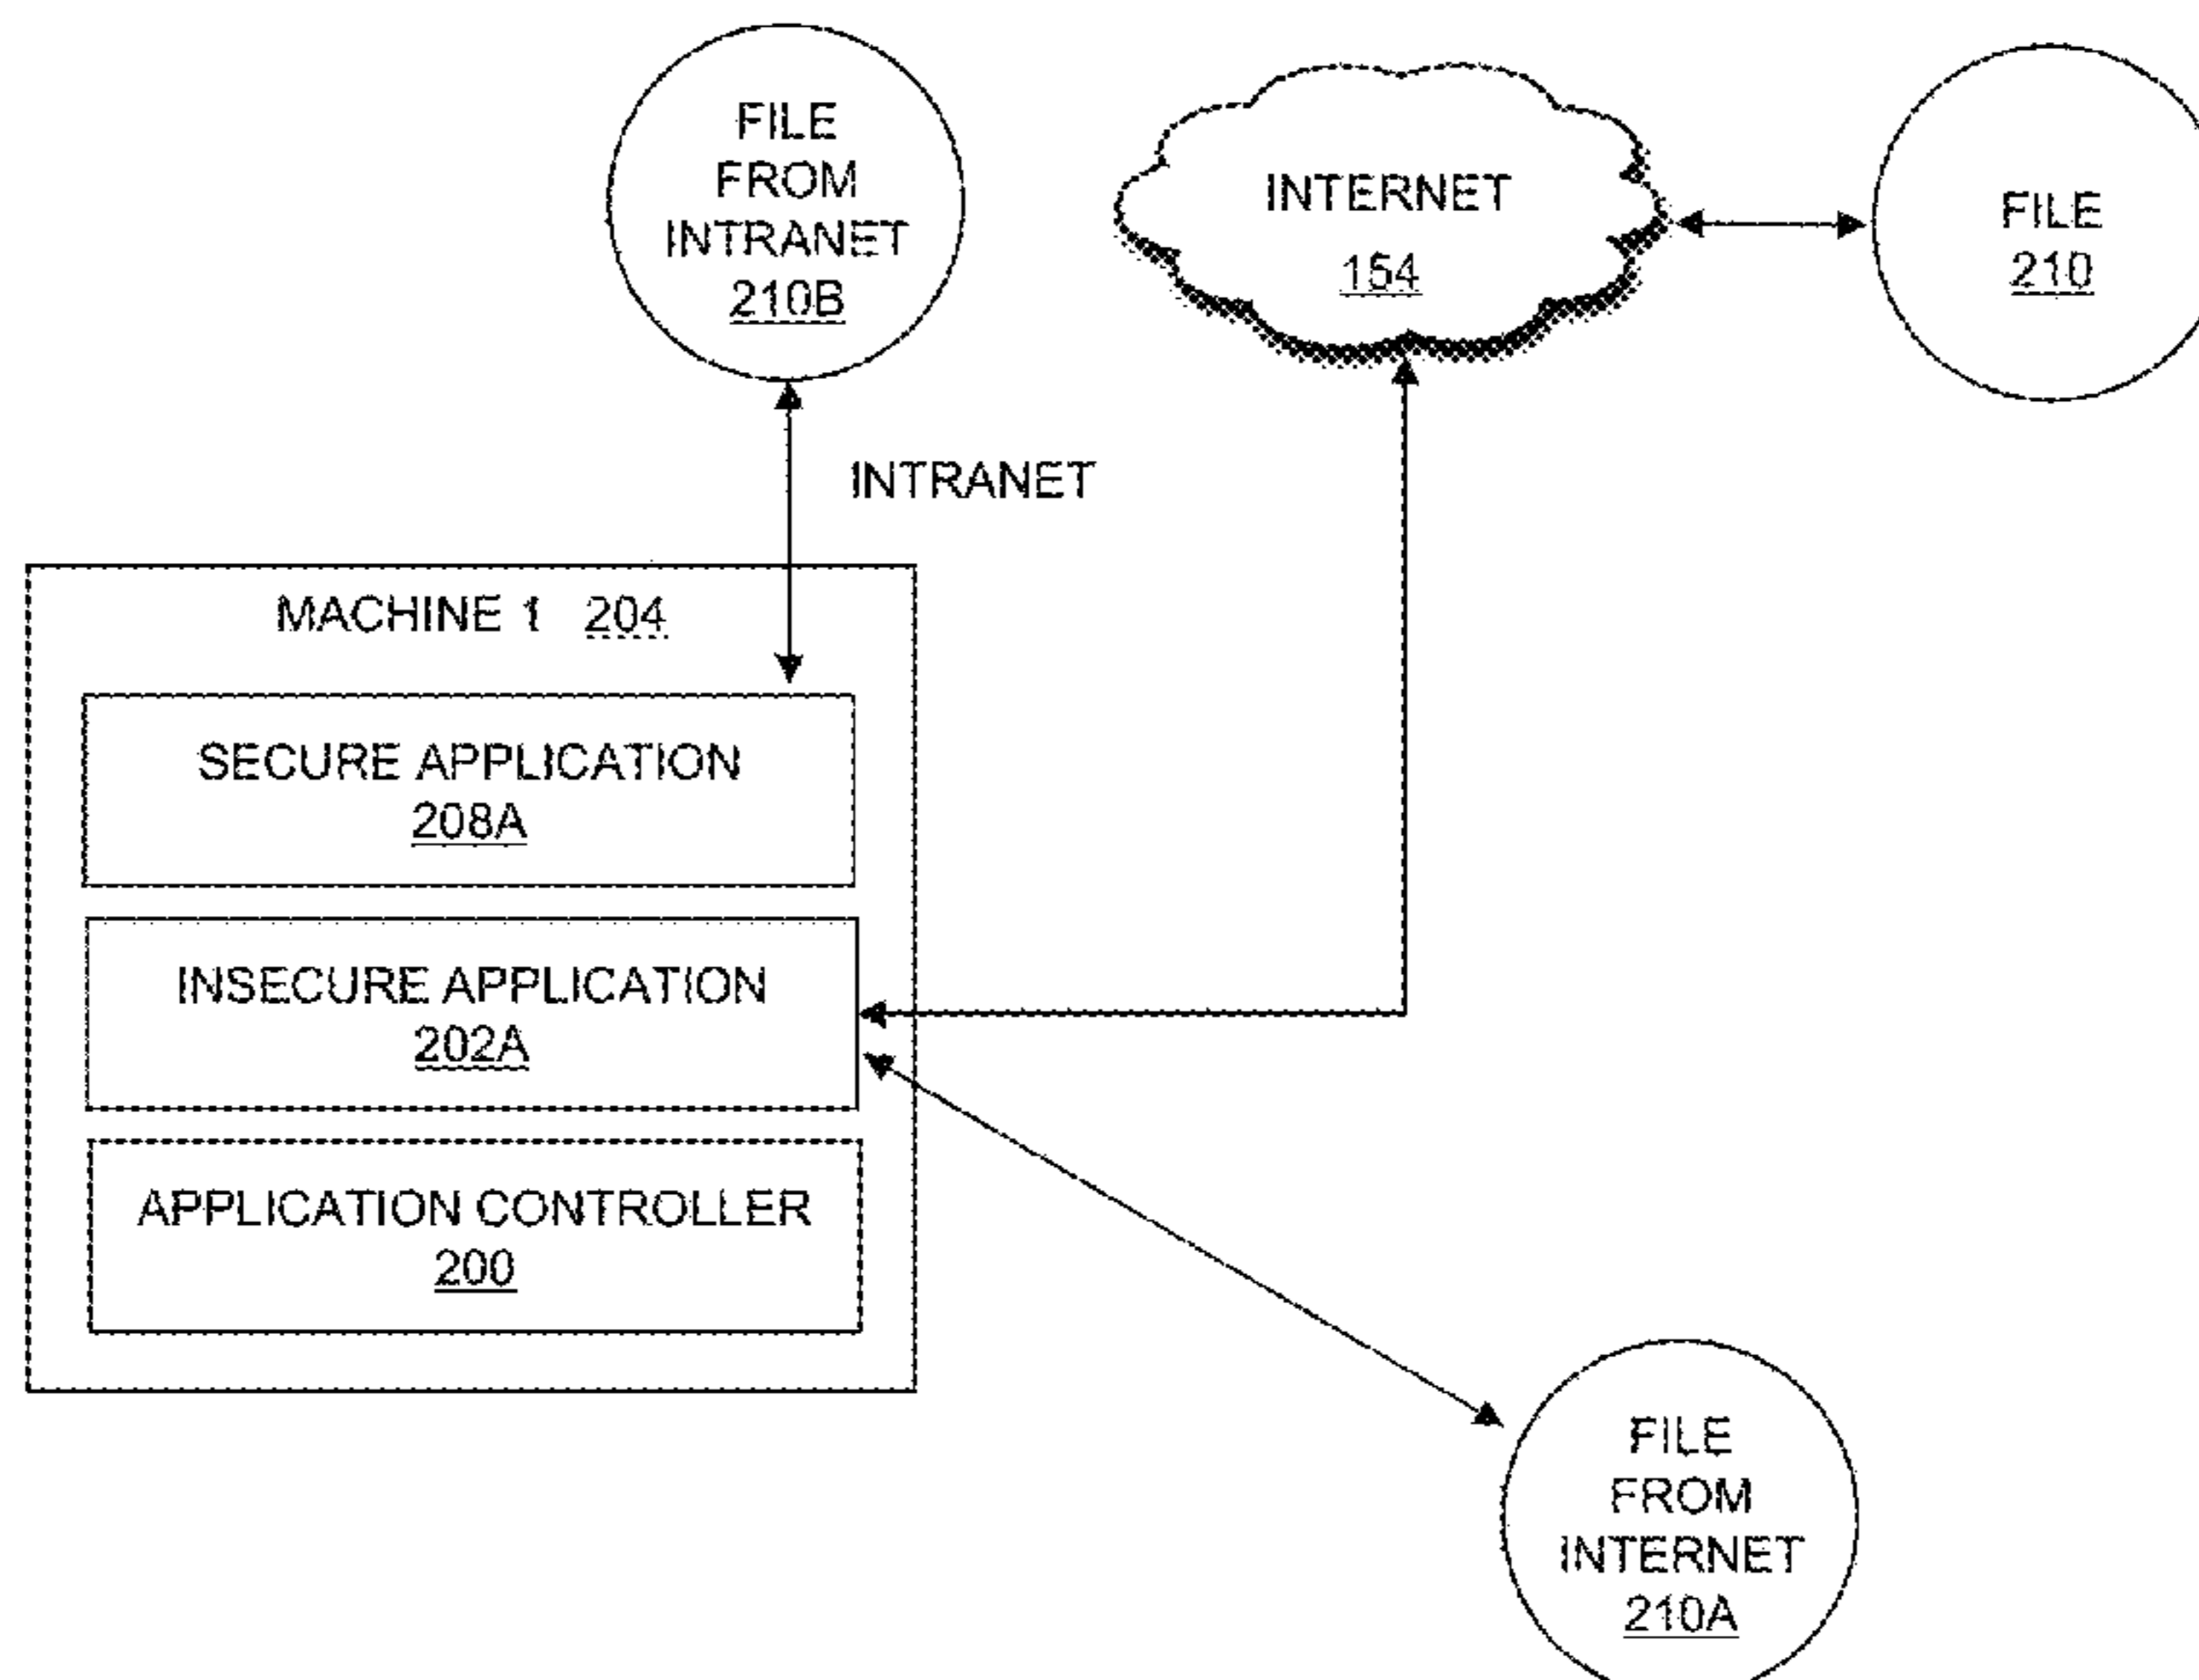 FILE
FROM
INTRANET
210B
INTERNET
154
FILE
210
INTRANET
MACHINE 1 204
SECURE APPLICATION
208A
INSECURE APPLICATION
202A
APPLICATION CONTROLLER
200
FILE
FROM
INTERNET
210A